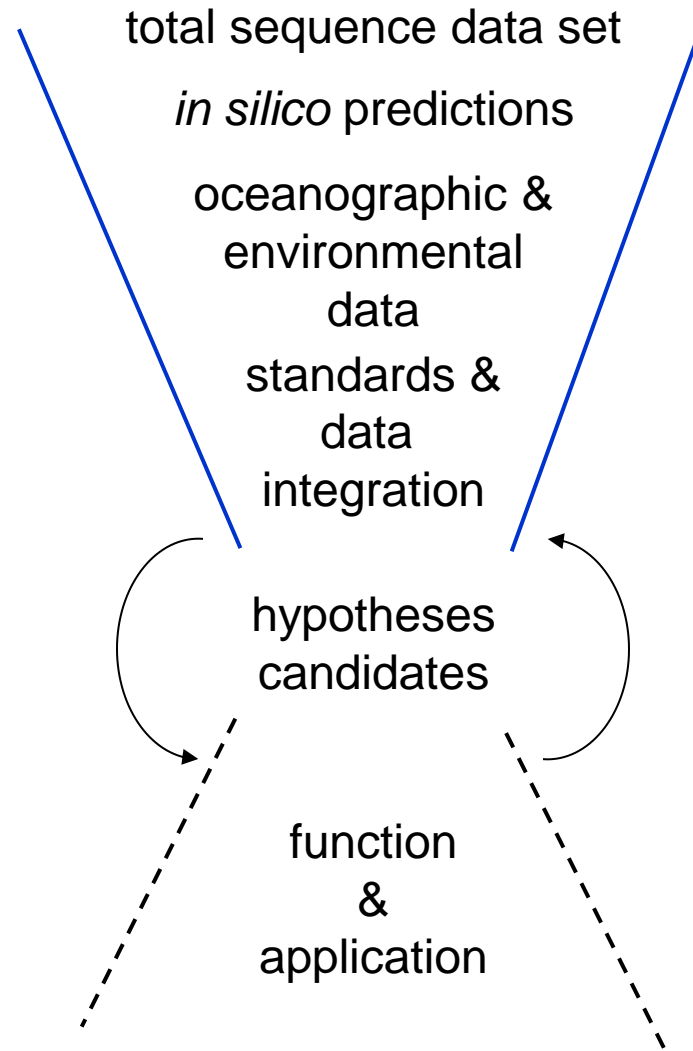 total sequence data set
in silico predictions
oceanographic &
environmental
data
standards &
data
integration
hypotheses
candidates
function
&
application